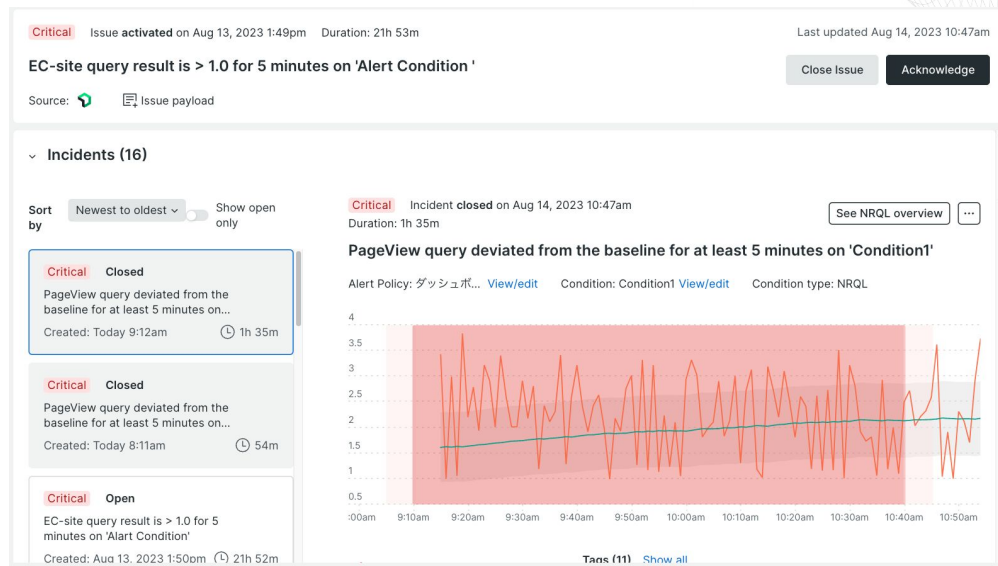 Critical Issue activated on Aug 13, 2023 1:49pm Duration: 21h 53m
Last updated Aug 14, 2023 10:47am
EC-site query result is > 1.0 for 5 minutes on 'Alert Condition '
Close Issue
Acknowledge
Source:
Issue payload
Incidents (16)
Sort by
Newest to oldest
Show open only
Critical Closed
PageView query deviated from the
baseline for at least 5 minutes on...
Created: Today 9:12am 1h 35m
Critical Closed
PageView query deviated from the
baseline for at least 5 minutes on...
Created: Today 8:11am 54m
Critical Open
EC-site query result is > 1.0 for 5
minutes on 'Alart Condition'
Created: Aug 13, 2023 1:50pm 21h 52m
Critical Incident closed on Aug 14, 2023 10:47am
Duration: 1h 35m
See NRQL overview
...
PageView query deviated from the baseline for at least 5 minutes on 'Condition1'
Alert Policy: ダッシュボ... View/edit Condition: Condition1 View/edit Condition type: NRQL
4
3.5
3
2.5
2
1.5
1
0.5
:00am 9:10am 9:20am 9:30am 9:40am 9:50am 10:00am 10:10am 10:20am 10:30am 10:40am 10:50am
Tags (11) Show all